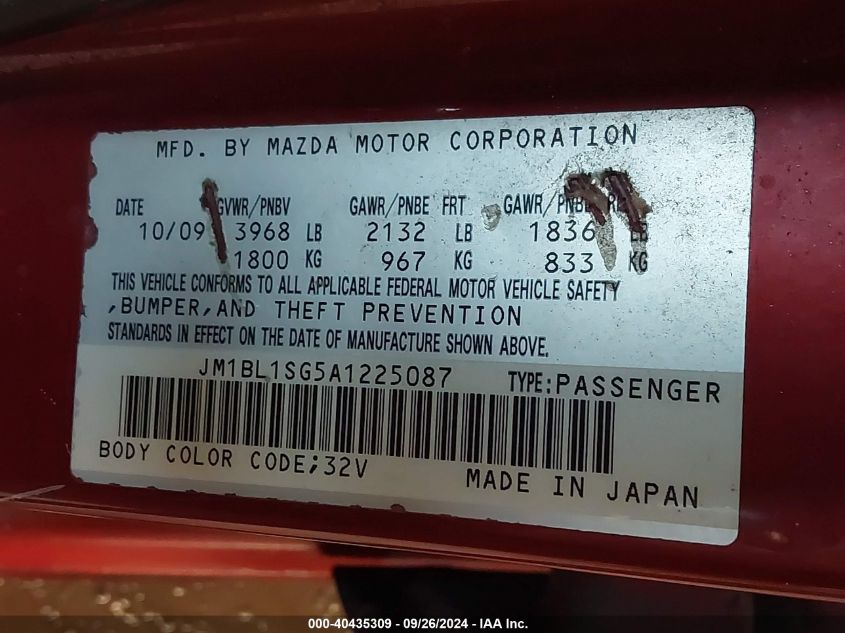 MFD. BY MAZDA MOTOR CORPORATION
DATE GVWR/PNBV GAWR/PNBE FRT GAWR/PNBE
10/09 3968 LB 2132 LB 1836 LB
1800 KG 967 KG 833 KG
THIS VEHICLE CONFORMS TO ALL APPLICABLE FEDERAL MOTOR VEHICLE SAFETY
,BUMPER,AND THEFT PREVENTION
STANDARDS IN EFFECT ON THE DATE OF MANUFACTURE SHOWN ABOVE.
JM1BL1SG5A1225087 TYPE:PASSENGER
BODY COLOR CODE;32V MADE IN JAPAN
000-40435309 - 09/26/2024 - IAA Inc.